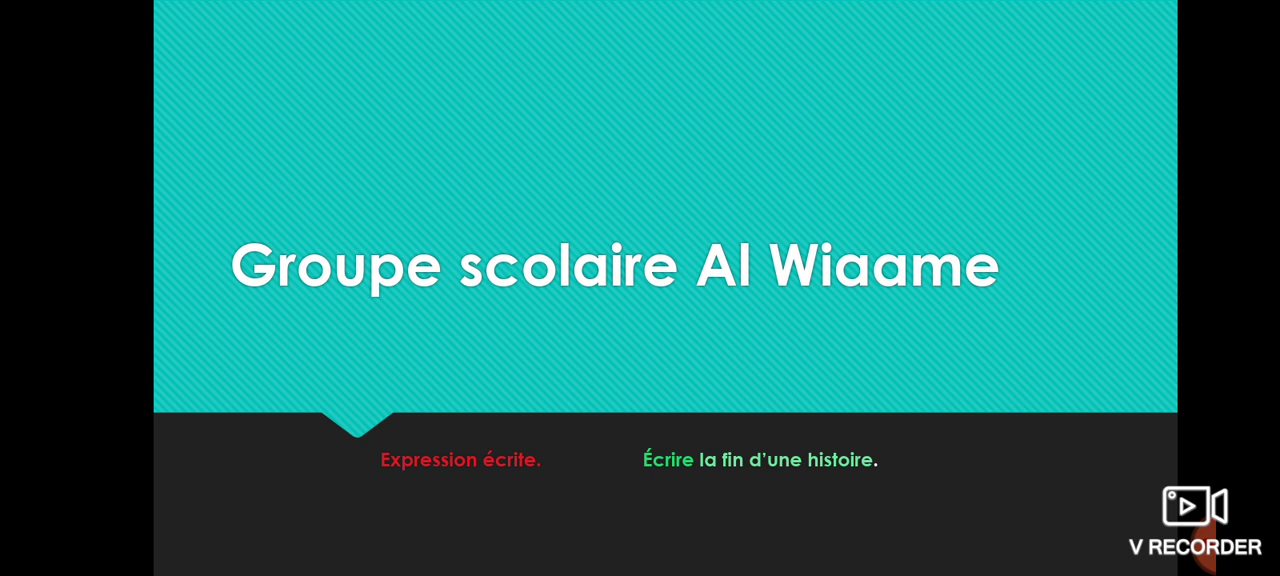 Groupe scolaire Al Wiaame
Expression écrite. Écrire la fin d’une histoire.
V RECORDER